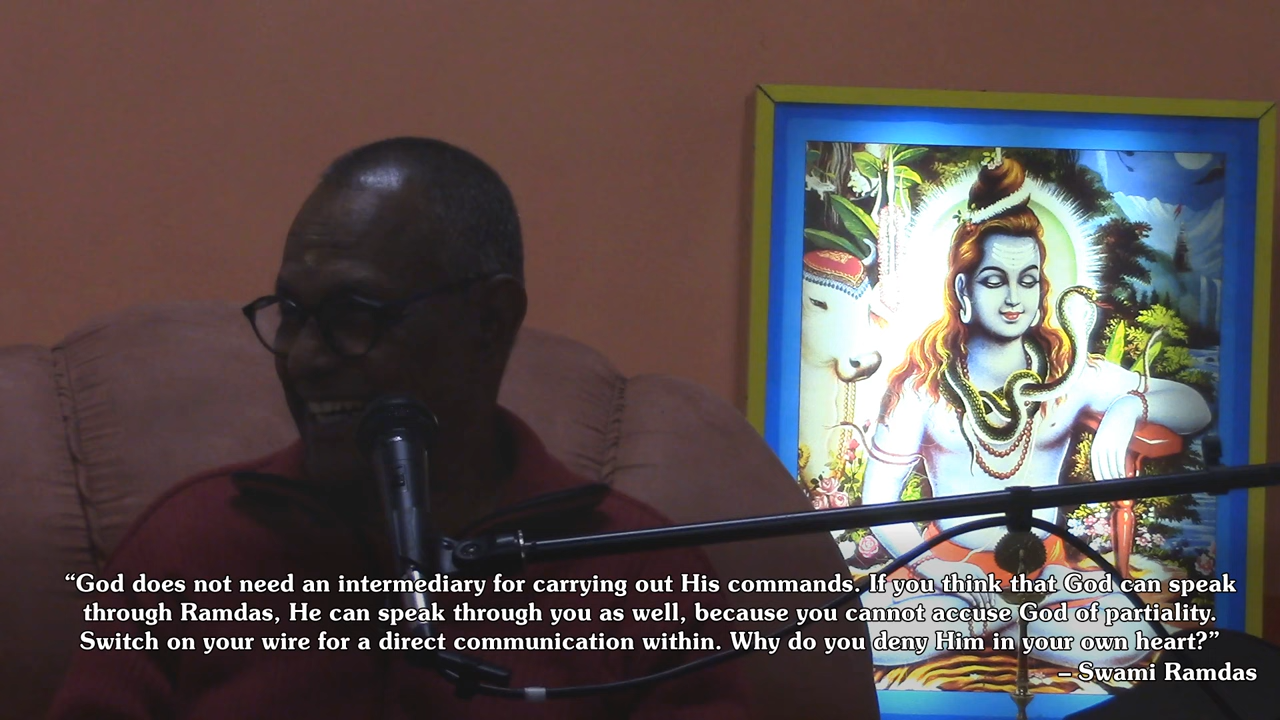 “God does not need an intermediary for carrying out His commands. If you think that God can speak
through Ramdas, He can speak through you as well, because you cannot accuse God of partiality.
Switch on your wire for a direct communication within. Why do you deny Him in your own heart?”
– Swami Ramdas